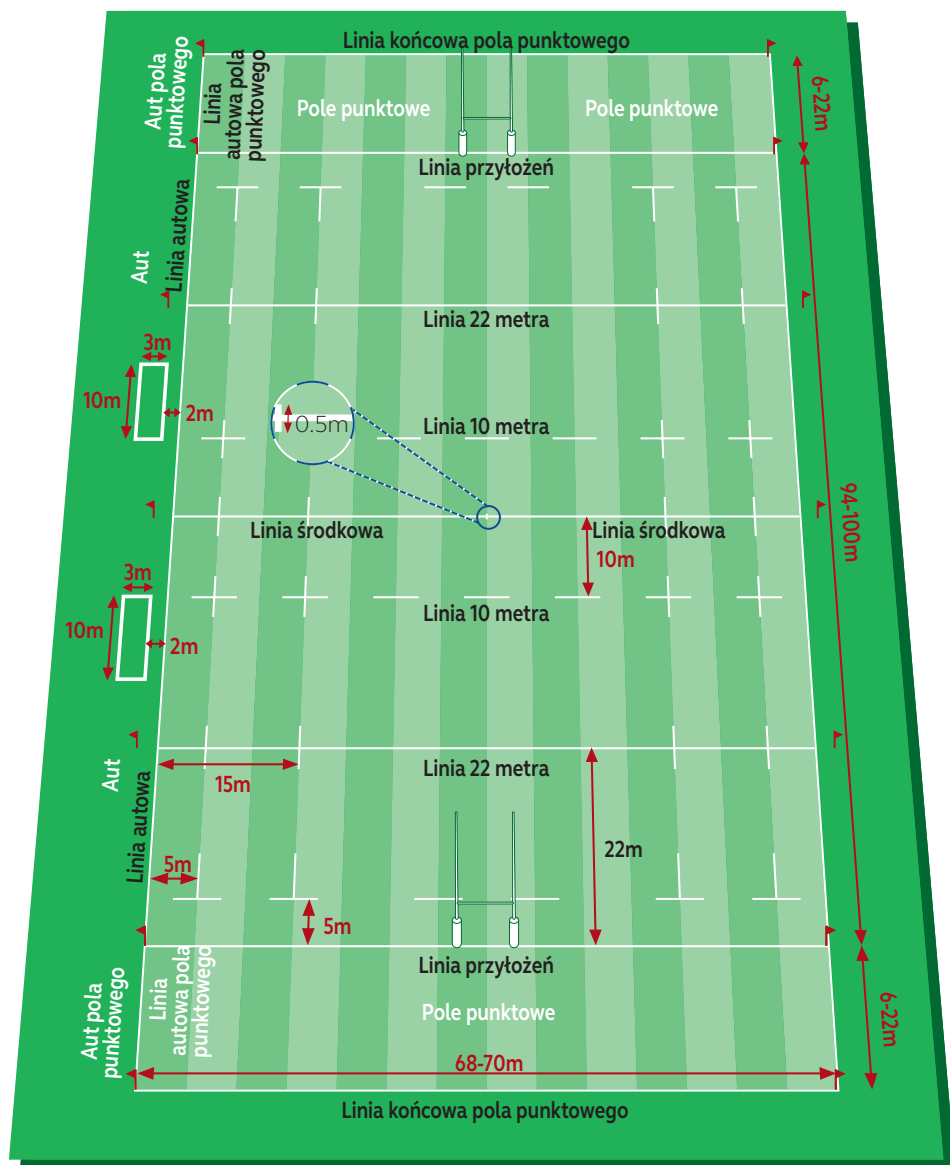 Linia końcowa pola punktowego
Aut pola
punktowego
Linia
autowa pola
punktowego
Pole punktowe
Pole punktowe
6-22m
Linia przyłożeń
Linia autowa
Aut
Linia 22 metra
3m
10m
2m
0.5m
Linia 10 metra
94-100m
Linia środkowa
Linia środkowa
10m
3m
10m
2m
Linia 10 metra
Aut
Linia autowa
15m
Linia 22 metra
22m
5m
5m
Linia przyłożeń
Aut pola
punktowego
Linia
autowa pola
punktowego
Pole punktowe
6-22m
68-70m
Linia końcowa pola punktowego